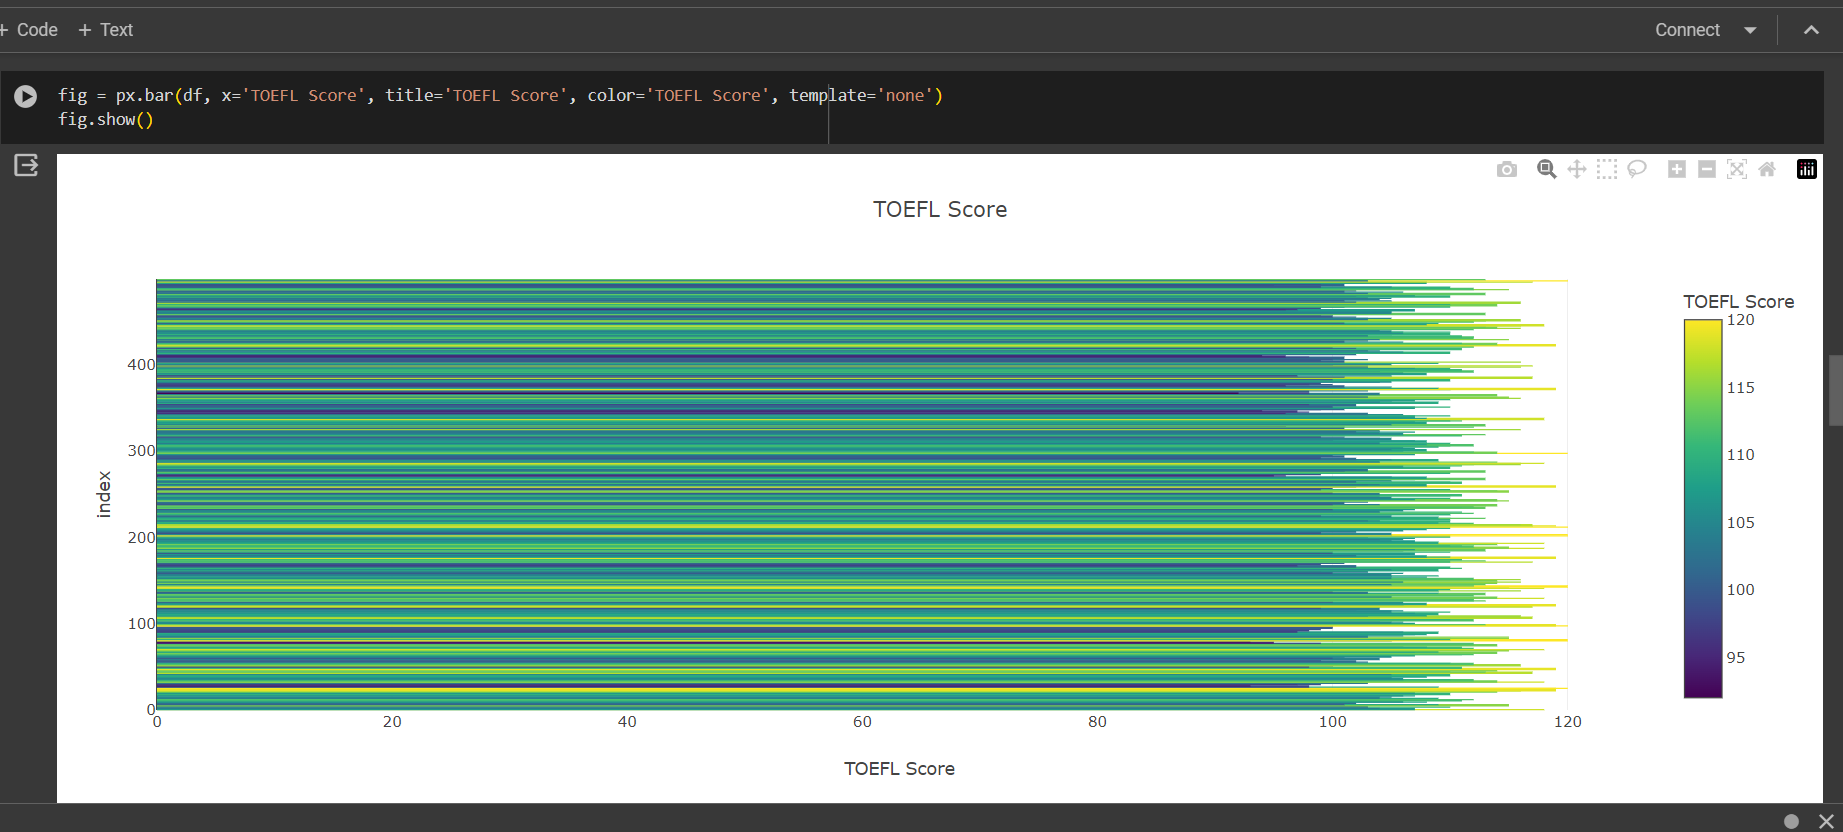 + Code + Text
Connect
fig = px.bar(df, x='TOEFL Score', title='TOEFL Score', color='TOEFL Score', template='none')
fig.show()
TOEFL Score
TOEFL Score
120
115
110
105
100
95
index
400
300
200
100
0
0 20 40 60 80 100 120
TOEFL Score